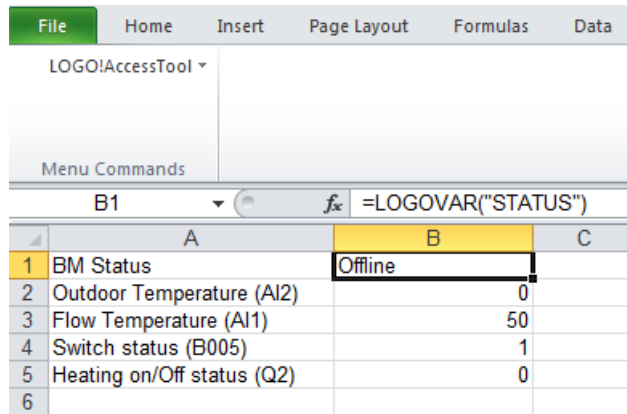 File Home Insert Page Layout Formulas Data
LOGO!AccessTool
Menu Commands
B1 fx =LOGOVAR("STATUS")
A B C
1 BM Status Offline
2 Outdoor Temperature (AI2) 0
3 Flow Temperature (AI1) 50
4 Switch status (B005) 1
5 Heating on/Off status (Q2) 0
6